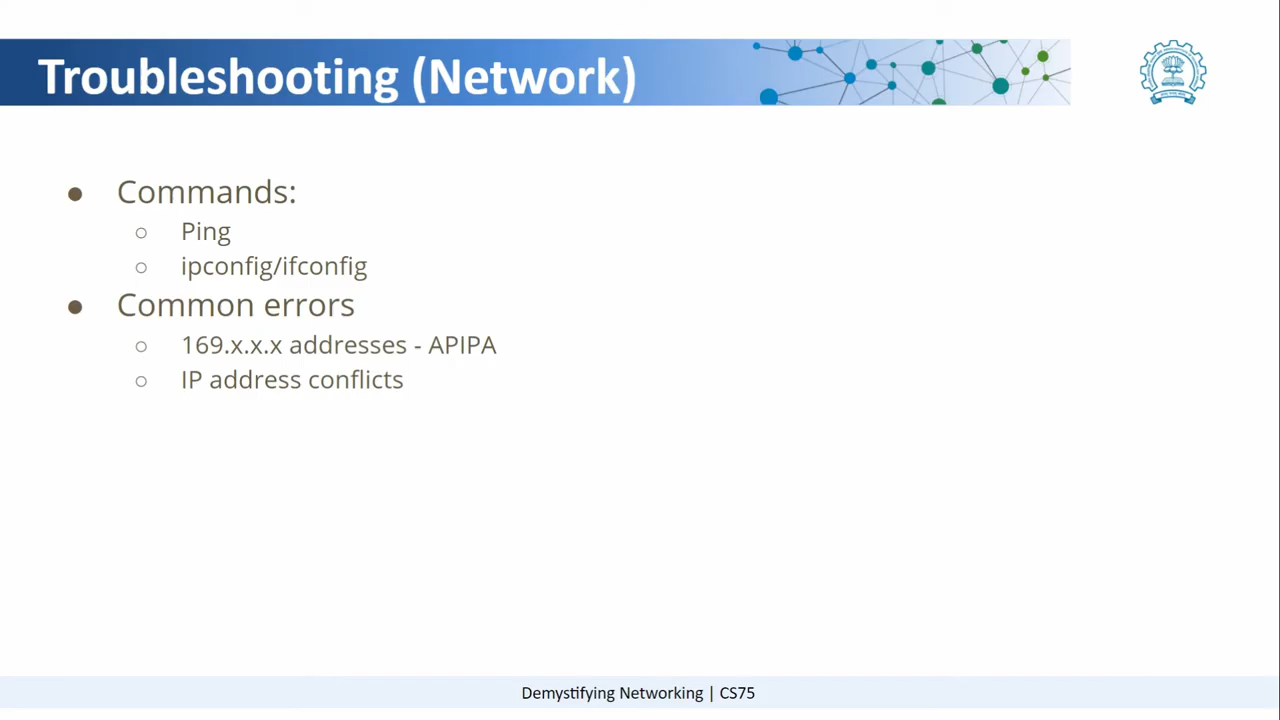 Troubleshooting (Network)
● Commands:
○ Ping
○ ipconfig/ifconfig
● Common errors
○ 169.x.x.x addresses - APIPA
○ IP address conflicts
Demystifying Networking | CS75